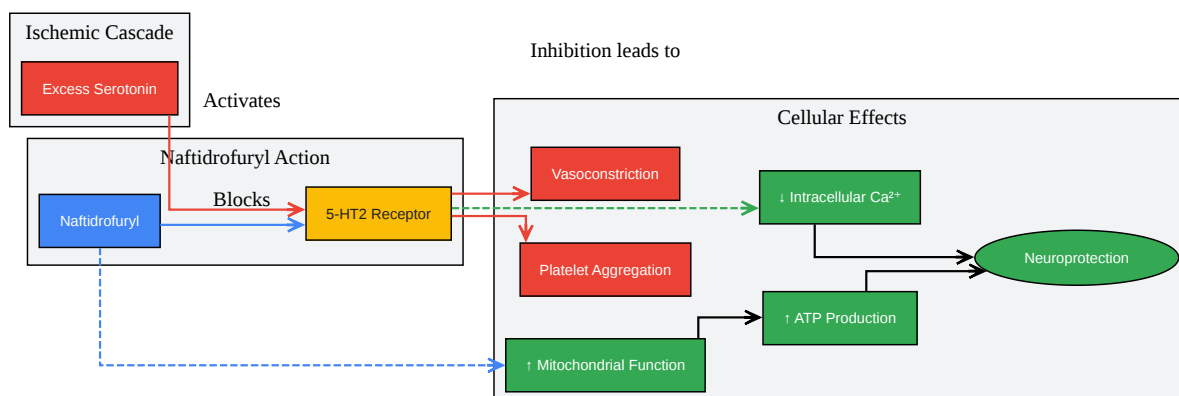 Ischemic Cascade
Excess Serotonin
Activates
Inhibition leads to
Naftidrofuryl Action
Naftidrofuryl
Blocks
5-HT2 Receptor
Cellular Effects
Vasoconstriction
↓ Intracellular Ca²⁺
Platelet Aggregation
Neuroprotection
↑ ATP Production
↑ Mitochondrial Function